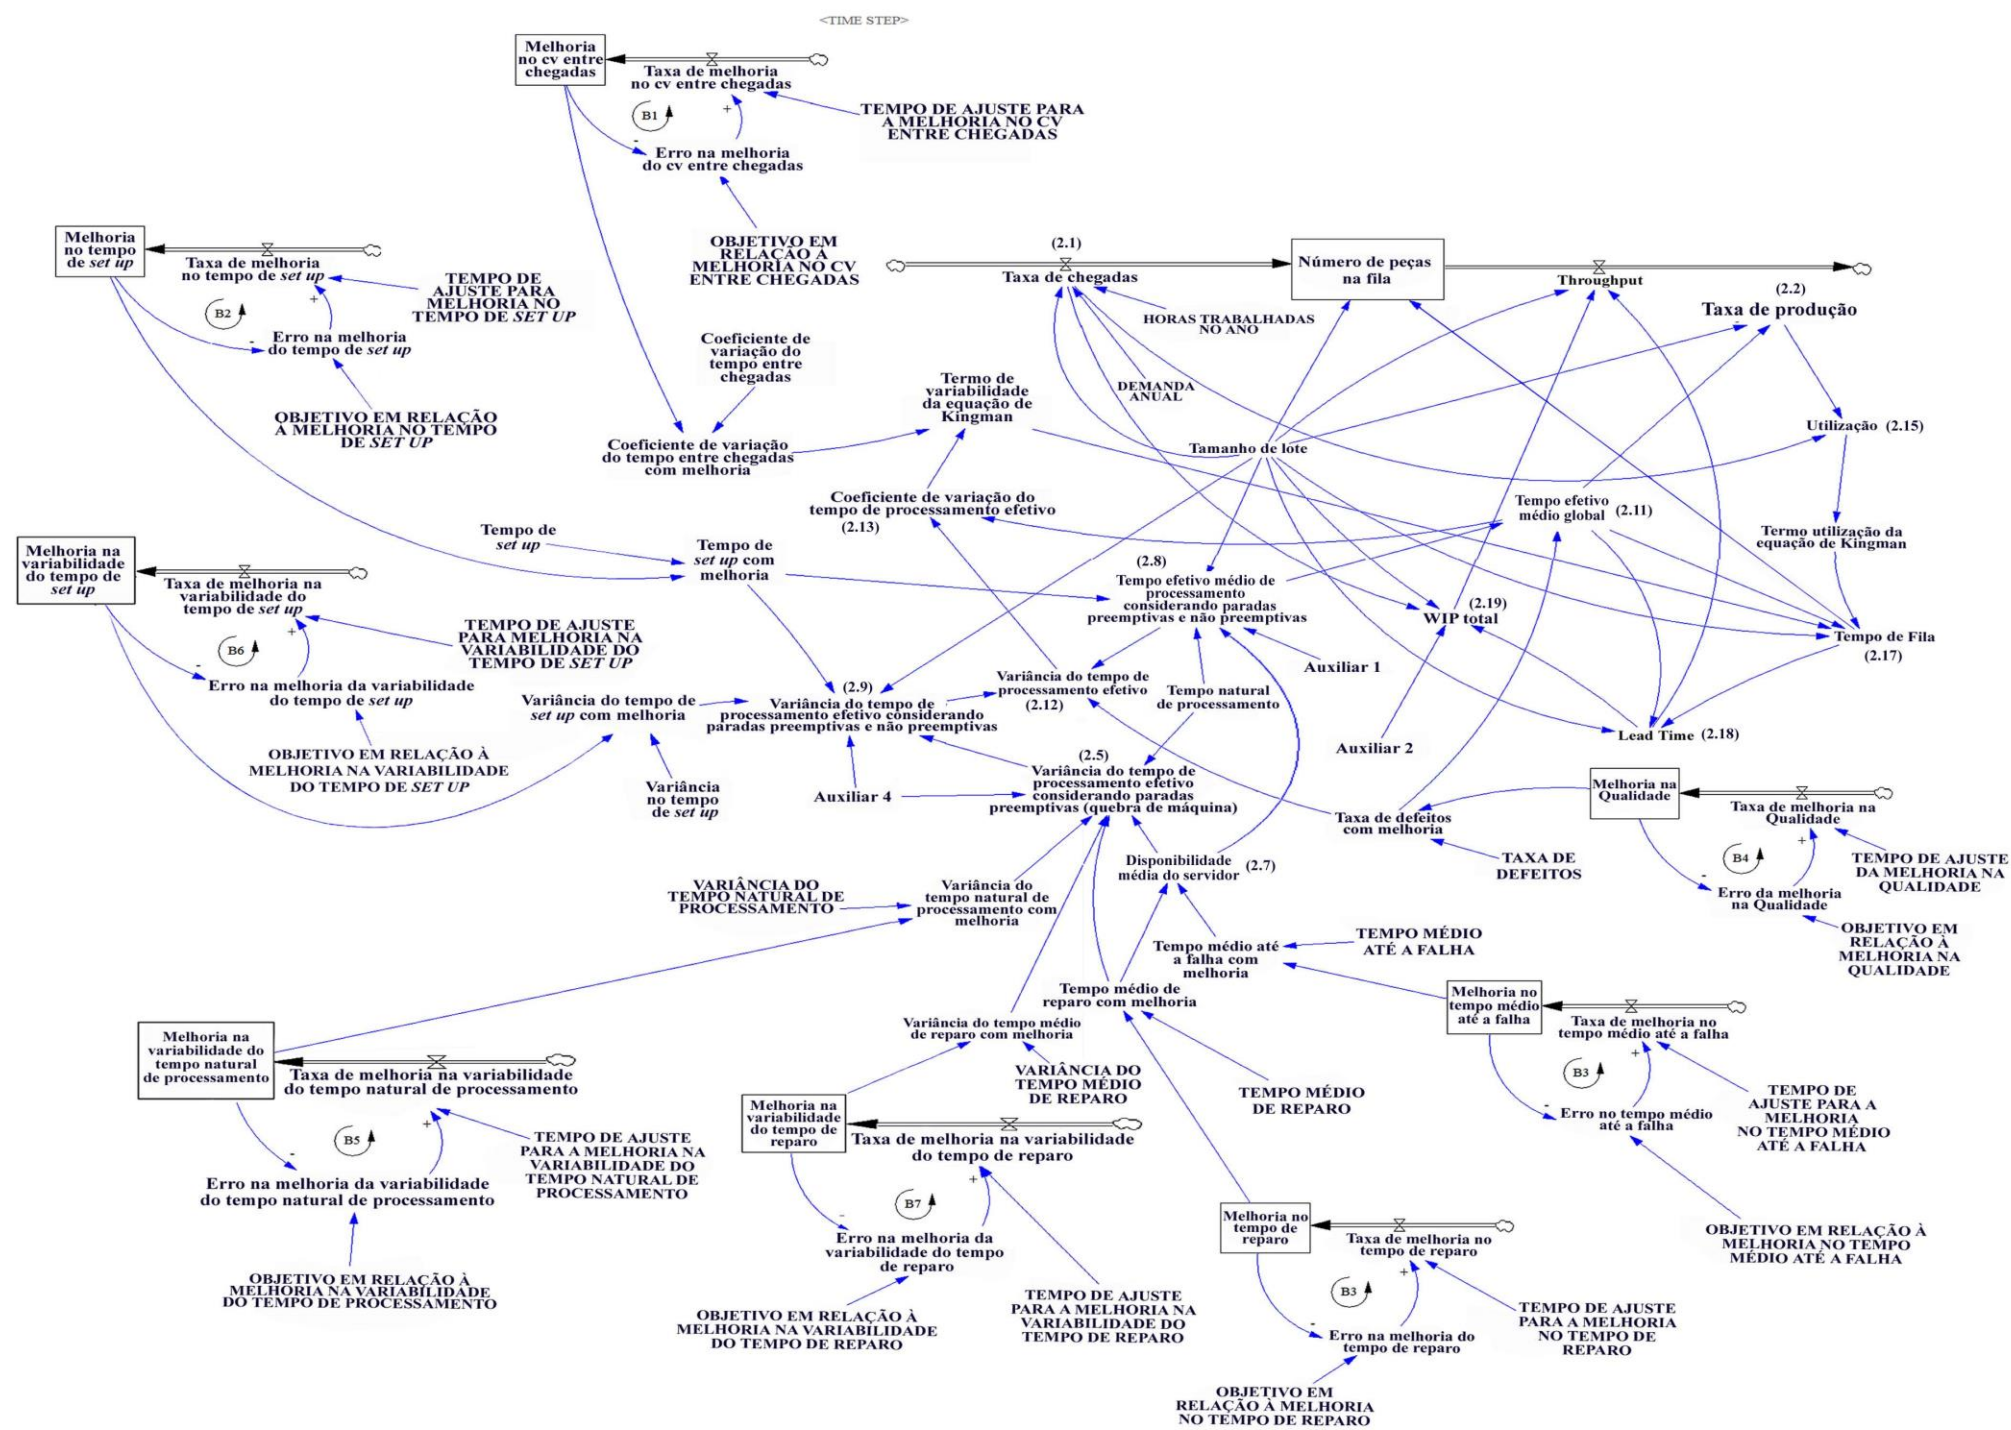 <TIME STEP>
Melhoria
no cv entre
chegadas
Taxa de melhoria
no cv entre chegadas
B1
+
TEMPO DE AJUSTE PARA
A MELHORIA NO CV
ENTRE CHEGADAS
-
Erro na melhoria
do cv entre chegadas
OBJETIVO EM
RELAÇÃO À
MELHORIA NO CV
ENTRE CHEGADAS
Melhoria
no tempo
de set up
Taxa de melhoria
no tempo de set up
B2
+
TEMPO DE
AJUSTE PARA
MELHORIA NO
TEMPO DE SET UP
-
Erro na melhoria
do tempo de set up
OBJETIVO EM RELAÇÃO
A MELHORIA NO TEMPO
DE SET UP
(2.1)
Taxa de chegadas
Número de peças
na fila
Throughput
(2.2)
Taxa de produção
-
HORAS TRABALHADAS
NO ANO
DEMANDA
ANUAL
Coeficiente de
variação do
tempo entre
chegadas
Termo de
variabilidade
da equação de
Kingman
Coeficiente de variação
do tempo entre chegadas
com melhoria
Tamanho de lote
Utilização (2.15)
Coeficiente de variação do
tempo de processamento efetivo
(2.13)
Tempo efetivo
médio global (2.11)
Termo utilização da
equação de Kingman
Tempo de
set up
Tempo de
set up com
melhoria
(2.8)
Tempo efetivo médio de
processamento
considerando paradas
preemptivas e não preemptivas
(2.19)
WIP total
Tempo de Fila
(2.17)
Melhoria na
variabilidade
do tempo de
set up
Taxa de melhoria na
variabilidade do
tempo de set up
B6
+
TEMPO DE AJUSTE
PARA MELHORIA NA
VARIABILIDADE DO
TEMPO DE SET UP
-
Erro na melhoria da variabilidade
do tempo de set up
OBJETIVO EM RELAÇÃO À
MELHORIA NA VARIABILIDADE
DO TEMPO DE SET UP
Variância do tempo de
set up com melhoria
Variância
no tempo
de set up
(2.9)
Variância do tempo de
processamento efetivo considerando
paradas preemptivas e não preemptivas
Variância do tempo de
processamento efetivo
(2.12)
Tempo natural
de processamento
Auxiliar 1
Auxiliar 2
Lead Time (2.18)
Auxiliar 4
(2.5)
Variância do tempo de
processamento efetivo
considerando paradas
preemptivas (quebra de máquina)
Taxa de defeitos
com melhoria
TAXA DE
DEFEITOS
Melhoria na
Qualidade
Taxa de melhoria na
Qualidade
B4
+
TEMPO DE AJUSTE
DA MELHORIA NA
QUALIDADE
-
Erro da melhoria
na Qualidade
OBJETIVO EM
RELAÇÃO À
MELHORIA NA
QUALIDADE
Disponibilidade
média do servidor (2.7)
VARIÂNCIA DO
TEMPO NATURAL DE
PROCESSAMENTO
Variância do
tempo natural de
processamento com
melhoria
Tempo médio até
a falha com
melhoria
TEMPO MÉDIO
ATÉ A FALHA
Tempo médio de
reparo com melhoria
Variância do tempo médio
de reparo com melhoria
VARIÂNCIA DO
TEMPO MÉDIO
DE REPARO
TEMPO MÉDIO
DE REPARO
Melhoria no
tempo médio
até a falha
Taxa de melhoria no
tempo médio até a falha
B3
+
TEMPO DE
AJUSTE PARA A
MELHORIA
NO TEMPO MÉDIO
ATÉ A FALHA
-
Erro no tempo médio
até a falha
OBJETIVO EM RELAÇÃO À
MELHORIA NO TEMPO
MÉDIO ATÉ A FALHA
Melhoria na
variabilidade do
tempo natural
de processamento
Taxa de melhoria na variabilidade
do tempo natural de processamento
B5
+
TEMPO DE AJUSTE
PARA A MELHORIA NA
VARIABILIDADE DO
TEMPO NATURAL DE
PROCESSAMENTO
-
Erro na melhoria da variabilidade
do tempo natural de processamento
OBJETIVO EM RELAÇÃO À
MELHORIA NA VARIABILIDADE
DO TEMPO DE PROCESSAMENTO
Melhoria na
variabilidade
do tempo de
reparo
Taxa de melhoria na variabilidade
do tempo de reparo
B7
+
-
Erro na melhoria da
variabilidade do tempo
de reparo
OBJETIVO EM RELAÇÃO À
MELHORIA NA VARIABILIDADE
DO TEMPO DE REPARO
TEMPO DE AJUSTE
PARA A MELHORIA NA
VARIABILIDADE DO
TEMPO DE REPARO
Melhoria no
tempo de
reparo
Taxa de melhoria no
tempo de reparo
B3
+
TEMPO DE AJUSTE
PARA A MELHORIA
NO TEMPO DE
REPARO
-
Erro na melhoria do
tempo de reparo
OBJETIVO EM
RELAÇÃO À MELHORIA
NO TEMPO DE REPARO